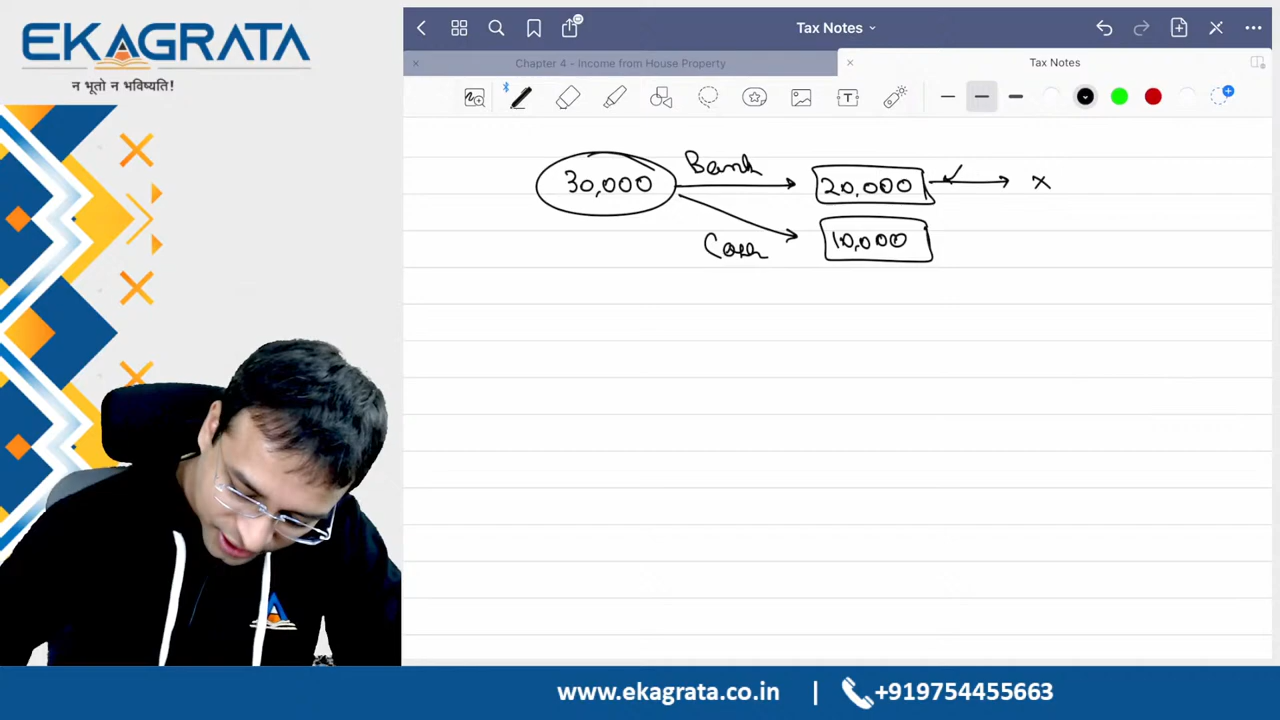 EKAGRATA
न भूतो न भविष्यति!
Tax Notes
Chapter 4 - Income from House Property
Tax Notes
T
30,000
Bank
20,000
x
Cash
10,000
www.ekagrata.co.in | +919754455663